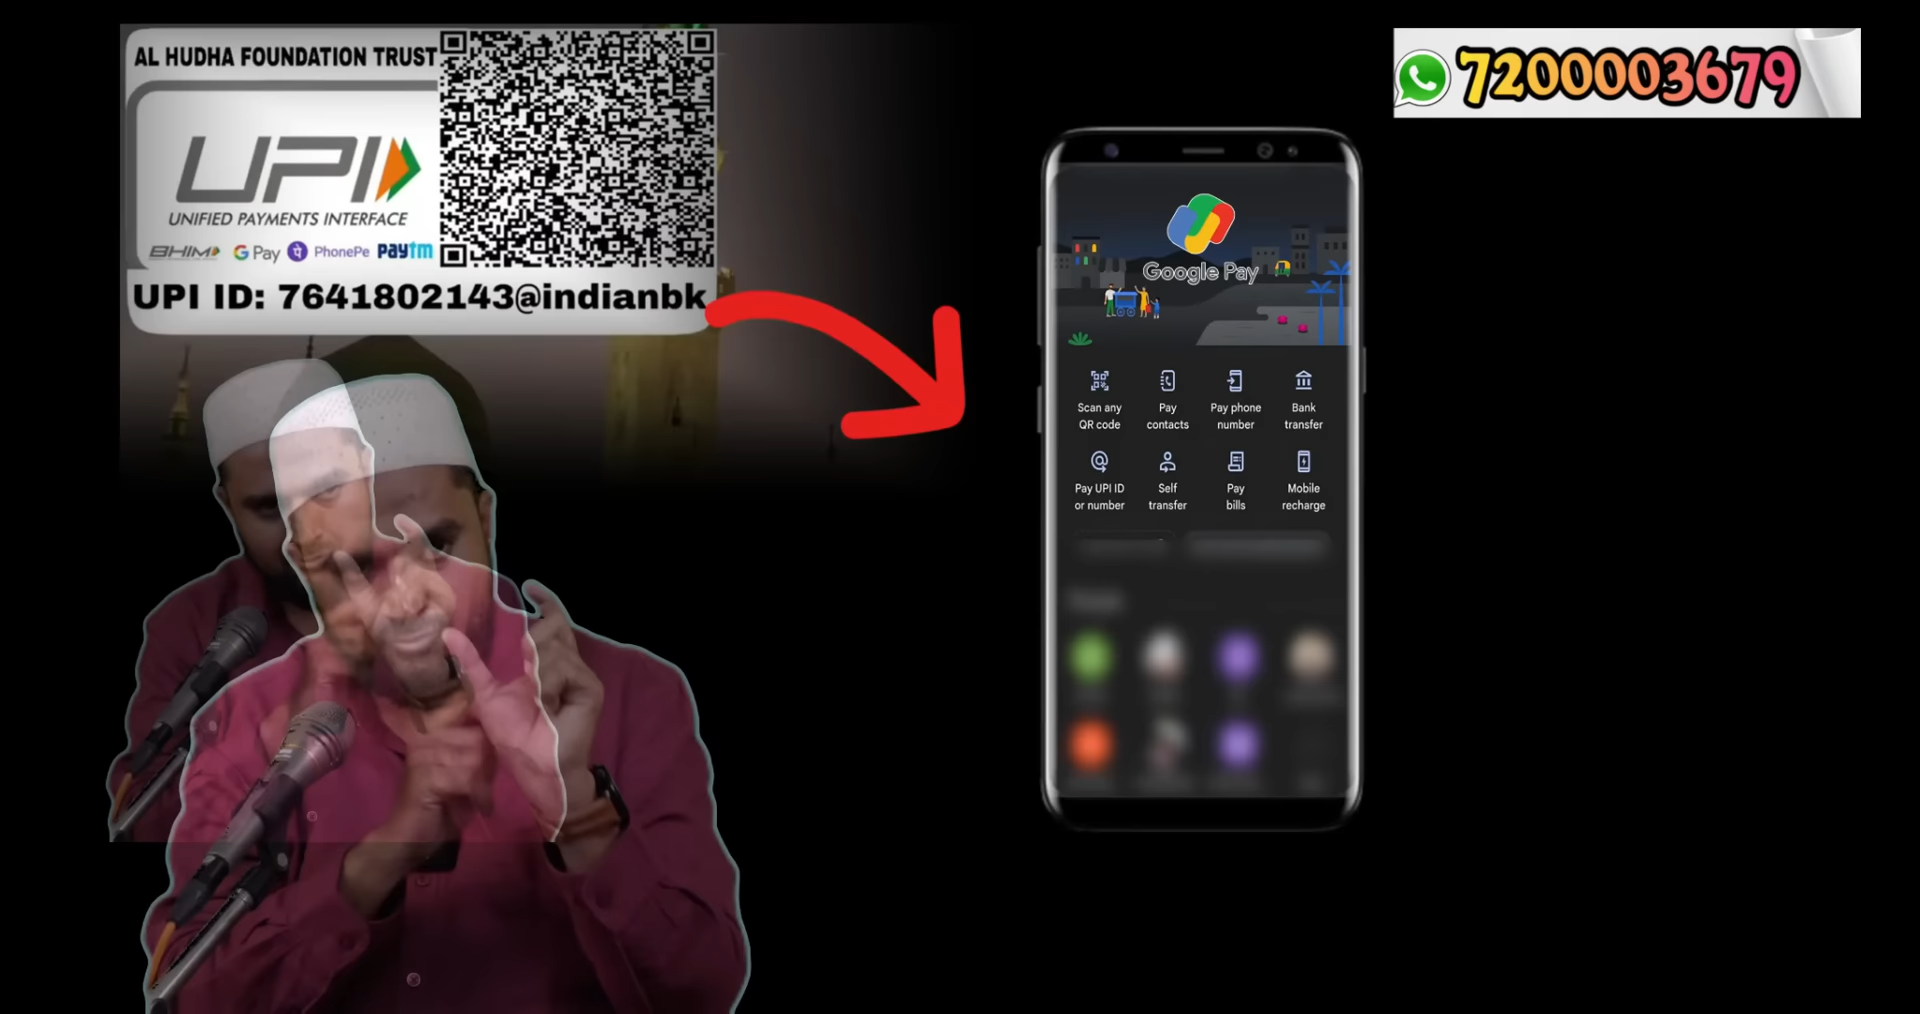 AL HUDHA FOUNDATION TRUST
UPI
UNIFIED PAYMENTS INTERFACE
BHIM G Pay PhonePe paytm
UPI ID: 7641802143@indianbk
7200003679
Google Pay
Scan any QR code
Pay contacts
Pay phone number
Bank transfer
Pay UPI ID or number
Self transfer
Pay bills
Mobile recharge